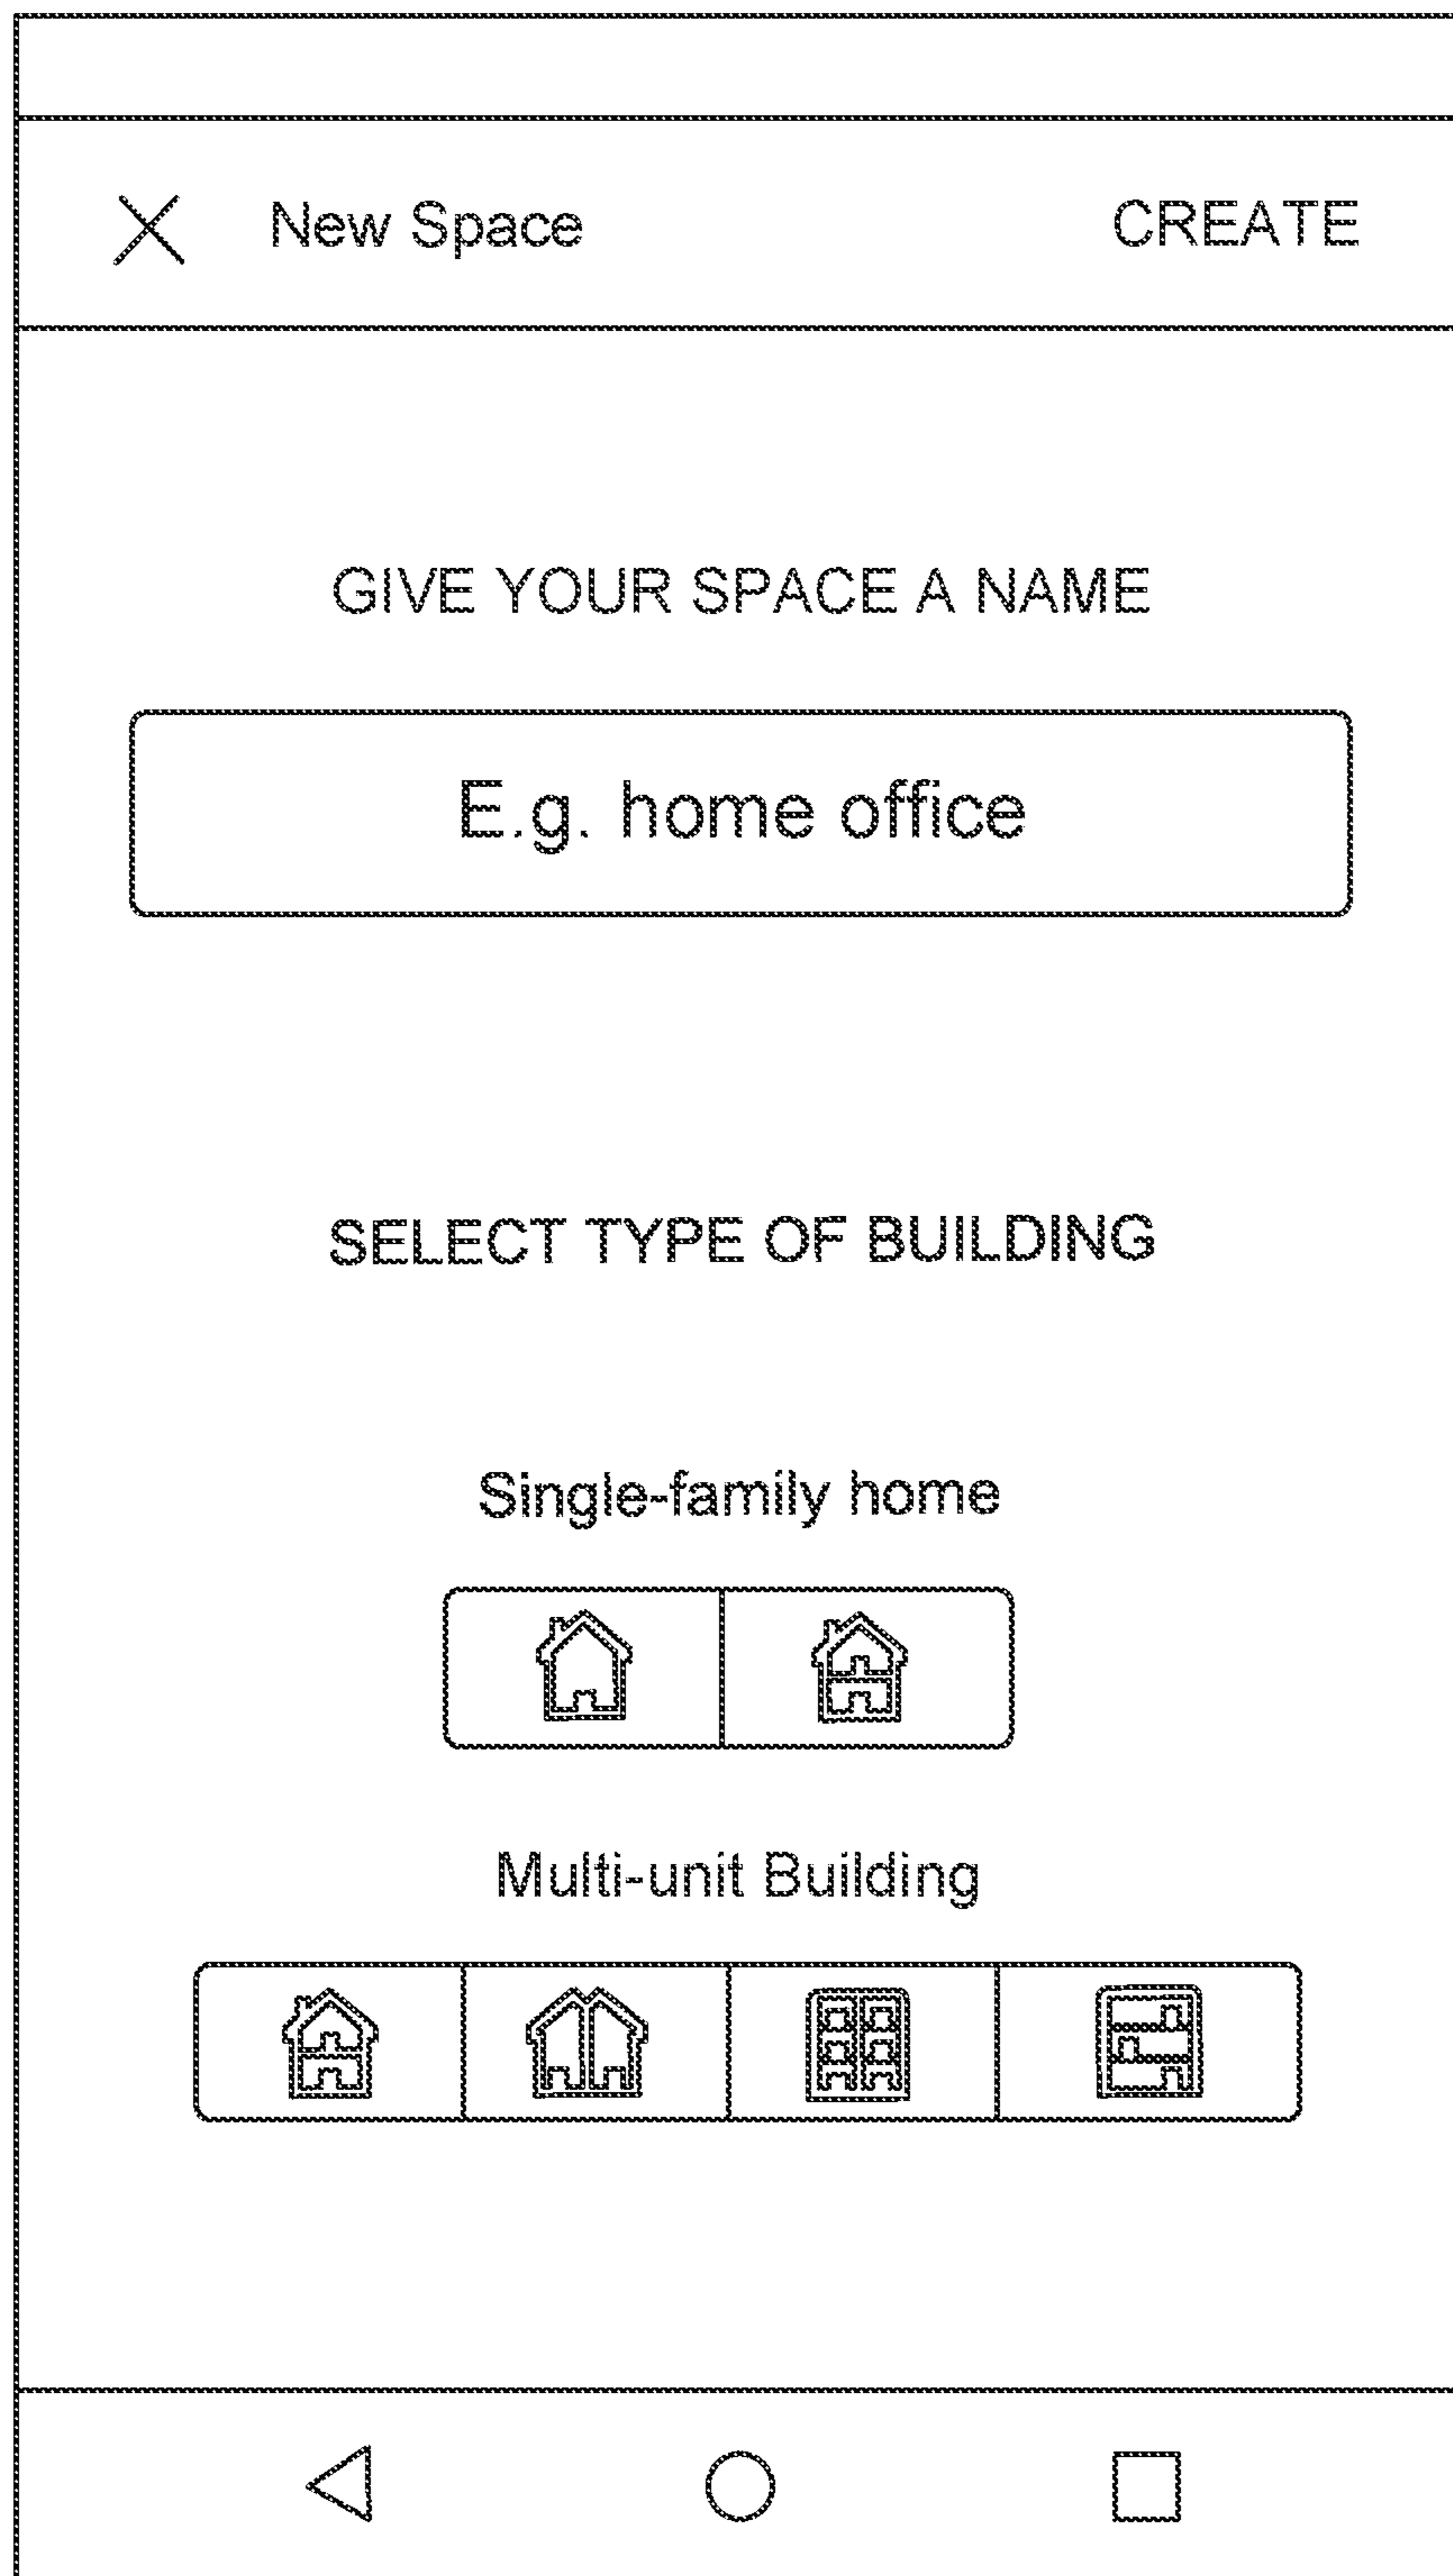 New Space CREATE
GIVE YOUR SPACE A NAME
E.g. home office
SELECT TYPE OF BUILDING
Single-family home
Multi-unit Building